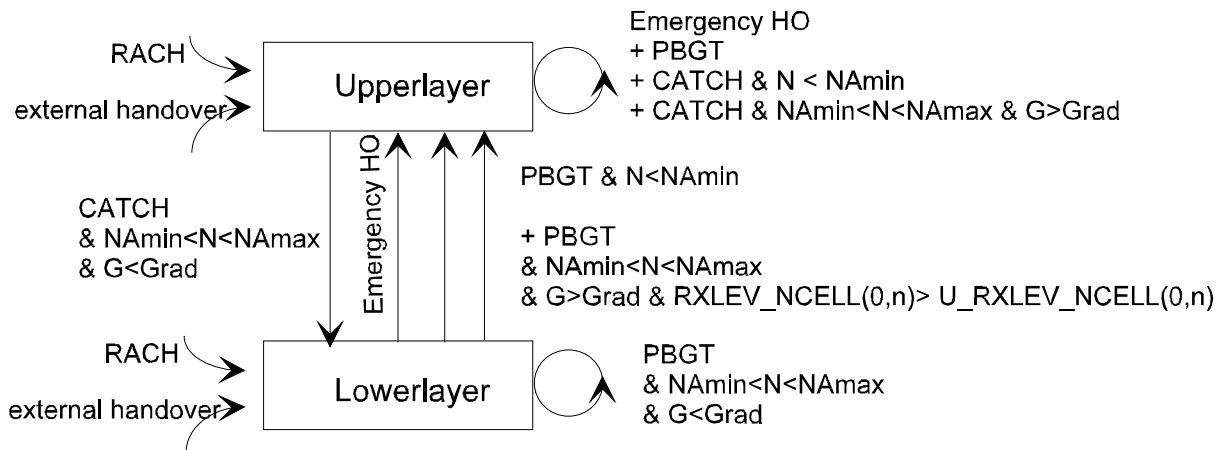 RACH
external handover
Upperlayer
Emergency HO
+ PBGT
+ CATCH & N < NAmin
+ CATCH & NAmin<N<NAmax & G>Grad
CATCH
& NAmin<N<NAmax
& G<Grad
Emergency HO
PBGT & N<NAmin
+ PBGT
& NAmin<N<NAmax
& G>Grad & RXLEV_NCELL(0,n)> U_RXLEV_NCELL(0,n)
RACH
external handover
Lowerlayer
PBGT
& NAmin<N<NAmax
& G<Grad